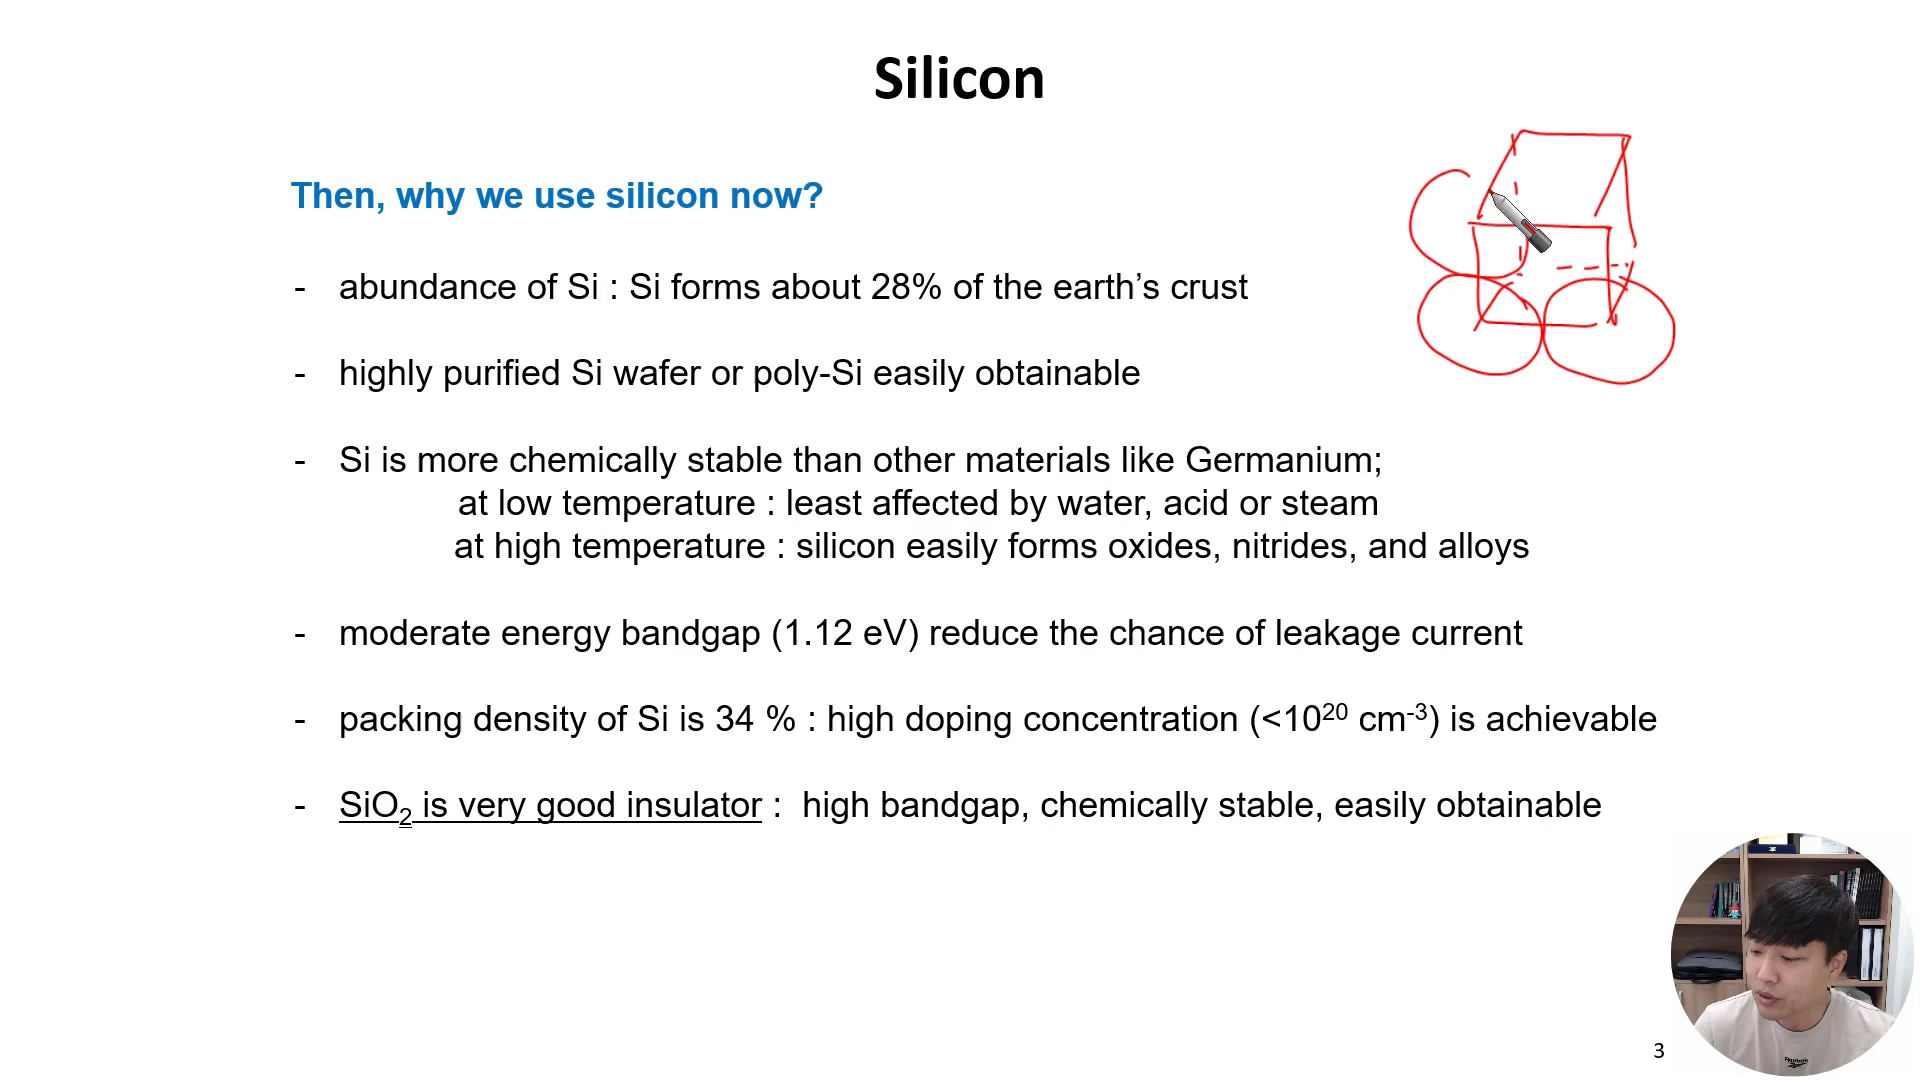 Silicon
Then, why we use silicon now?
- abundance of Si : Si forms about 28% of the earth’s crust
- highly purified Si wafer or poly-Si easily obtainable
- Si is more chemically stable than other materials like Germanium;
at low temperature : least affected by water, acid or steam
at high temperature : silicon easily forms oxides, nitrides, and alloys
- moderate energy bandgap (1.12 eV) reduce the chance of leakage current
- packing density of Si is 34 % : high doping concentration (<10²⁰ cm⁻³) is achievable
- SiO₂ is very good insulator : high bandgap, chemically stable, easily obtainable
Reebok
3